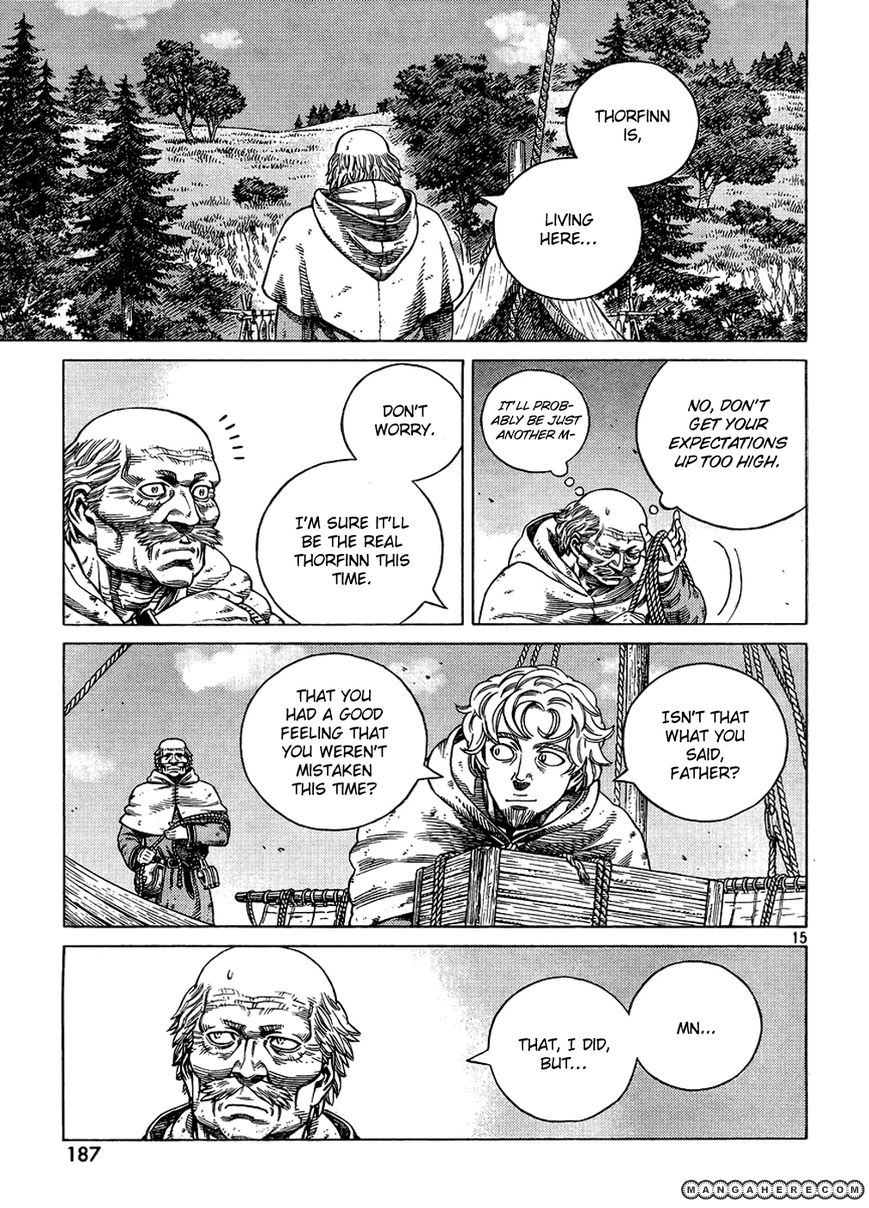 THORFINN
IS,
LIVING
HERE...
NO, DON'T
GET YOUR
EXPECTATIONS
UP TOO HIGH.
IT'LL PROB-
ABLY BE JUST
ANOTHER M-
DON'T
WORRY.
I'M SURE IT'LL
BE THE REAL
THORFINN THIS
TIME.
ISN'T THAT
WHAT YOU
SAID,
FATHER?
THAT YOU
HAD A GOOD
FEELING THAT
YOU WEREN'T
MISTAKEN
THIS TIME?
15
MN...
THAT, I DID,
BUT...
187
MANGAHERE.COM